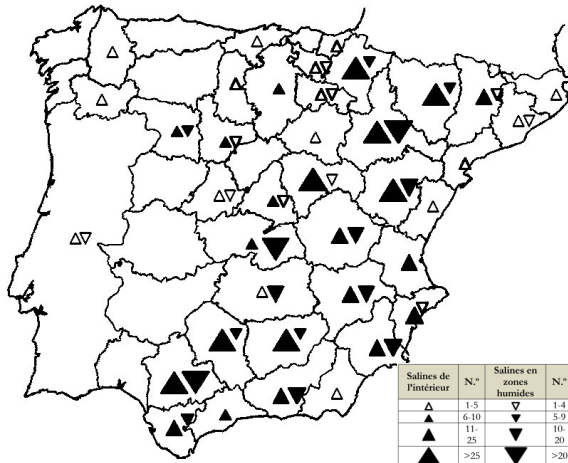 Salines de l'intérieur N.º Salines en zones humides N.º
1-5 1-4
6-10 5-9
11-25 10-20
>25 >20